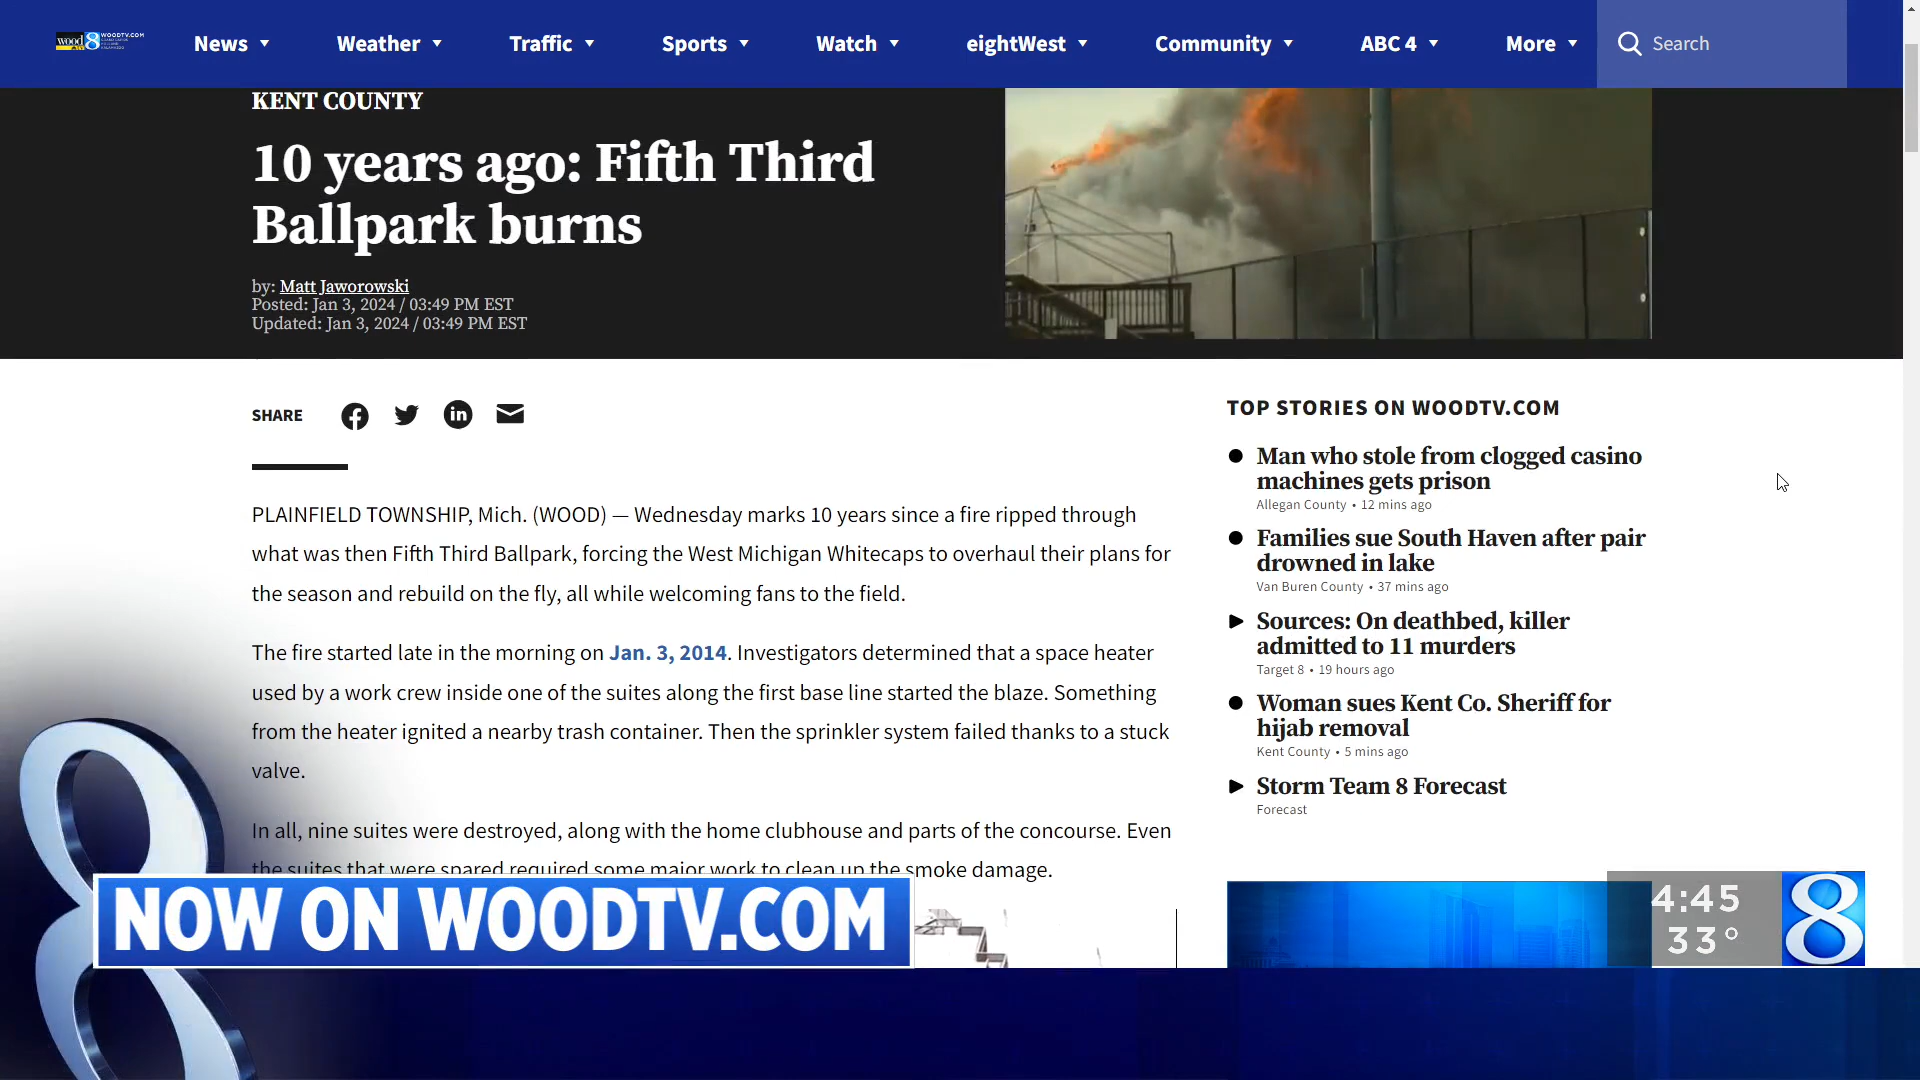 wood 8 WOODTV.COM
News Weather Traffic Sports Watch eightWest Community ABC 4 More Search
KENT COUNTY
10 years ago: Fifth Third
Ballpark burns
by: Matt Jaworowski
Posted: Jan 3, 2024 / 03:49 PM EST
Updated: Jan 3, 2024 / 03:49 PM EST
SHARE
PLAINFIELD TOWNSHIP, Mich. (WOOD) — Wednesday marks 10 years since a fire ripped through
what was then Fifth Third Ballpark, forcing the West Michigan Whitecaps to overhaul their plans for
the season and rebuild on the fly, all while welcoming fans to the field.
The fire started late in the morning on Jan. 3, 2014. Investigators determined that a space heater
used by a work crew inside one of the suites along the first base line started the blaze. Something
from the heater ignited a nearby trash container. Then the sprinkler system failed thanks to a stuck
valve.
In all, nine suites were destroyed, along with the home clubhouse and parts of the concourse. Even
the suites that were spared required some major work to clean up the smoke damage.
TOP STORIES ON WOODTV.COM
Man who stole from clogged casino
machines gets prison
Allegan County • 12 mins ago
Families sue South Haven after pair
drowned in lake
Van Buren County • 37 mins ago
Sources: On deathbed, killer
admitted to 11 murders
Target 8 • 19 hours ago
Woman sues Kent Co. Sheriff for
hijab removal
Kent County • 5 mins ago
Storm Team 8 Forecast
Forecast
8
NOW ON WOODTV.COM
4:45
33°
8